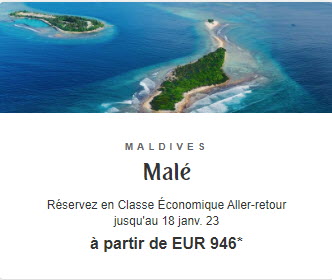 MALDIVES
Malé
Réservez en Classe Économique Aller-retour
jusqu'au 18 janv. 23
à partir de EUR 946*